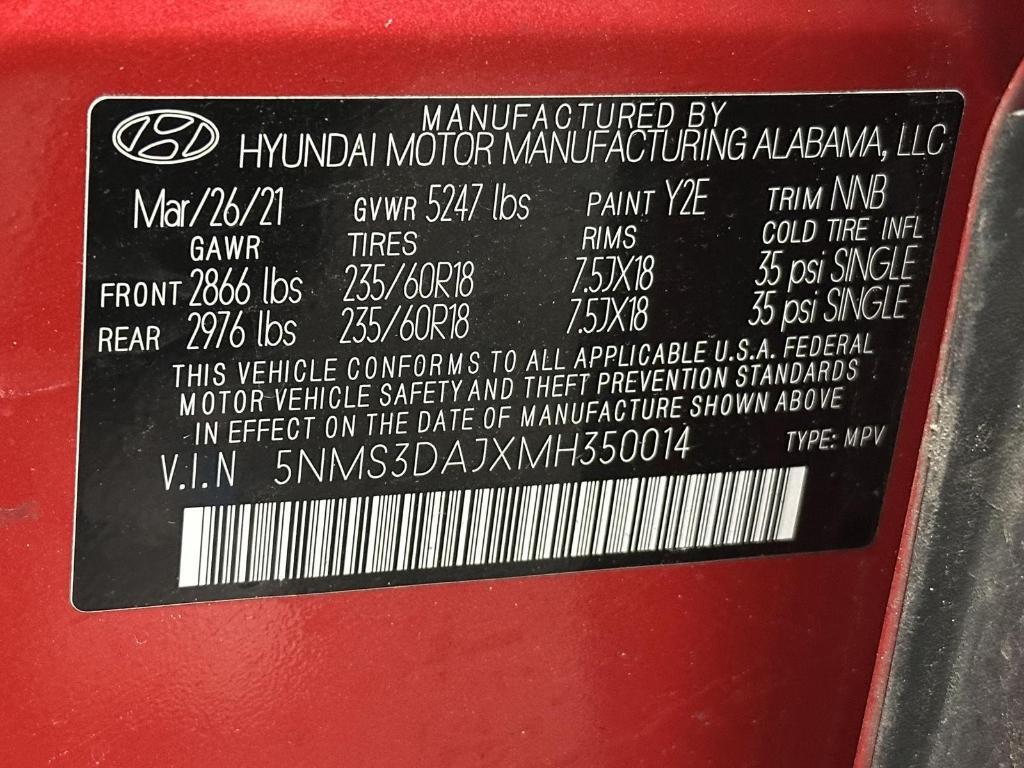 MANUFACTURED BY
HYUNDAI MOTOR MANUFACTURING ALABAMA, LLC
Mar/26/21 GVWR 5247 lbs PAINT Y2E TRIM NNB
GAWR TIRES RIMS COLD TIRE INFL
FRONT 2866 lbs 235/60R18 7.5JX18 35 psi SINGLE
REAR 2976 lbs 235/60R18 7.5JX18 35 psi SINGLE
THIS VEHICLE CONFORMS TO ALL APPLICABLE U.S.A. FEDERAL
MOTOR VEHICLE SAFETY AND THEFT PREVENTION STANDARDS
IN EFFECT ON THE DATE OF MANUFACTURE SHOWN ABOVE
V.I.N 5NMS3DAJXMH350014 TYPE: MPV